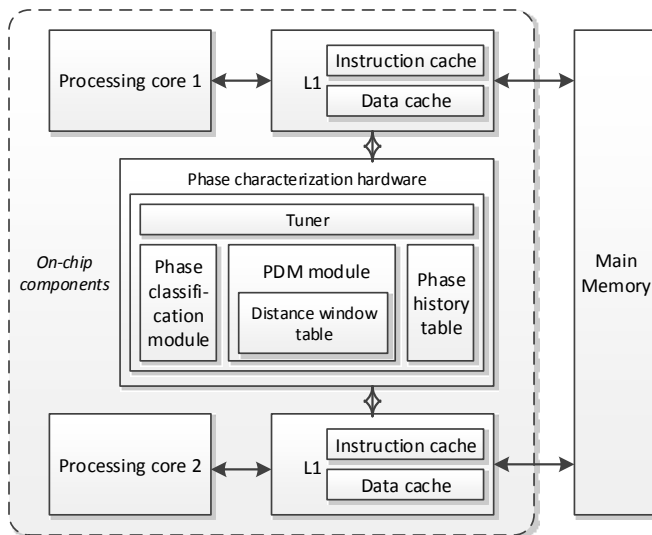 Processing core 1
L1
Instruction cache
Data cache
Phase characterization hardware
Tuner
On-chip
components
Phase
classifi-
cation
module
PDM module
Distance window
table
Phase
history
table
Main
Memory
Processing core 2
L1
Instruction cache
Data cache